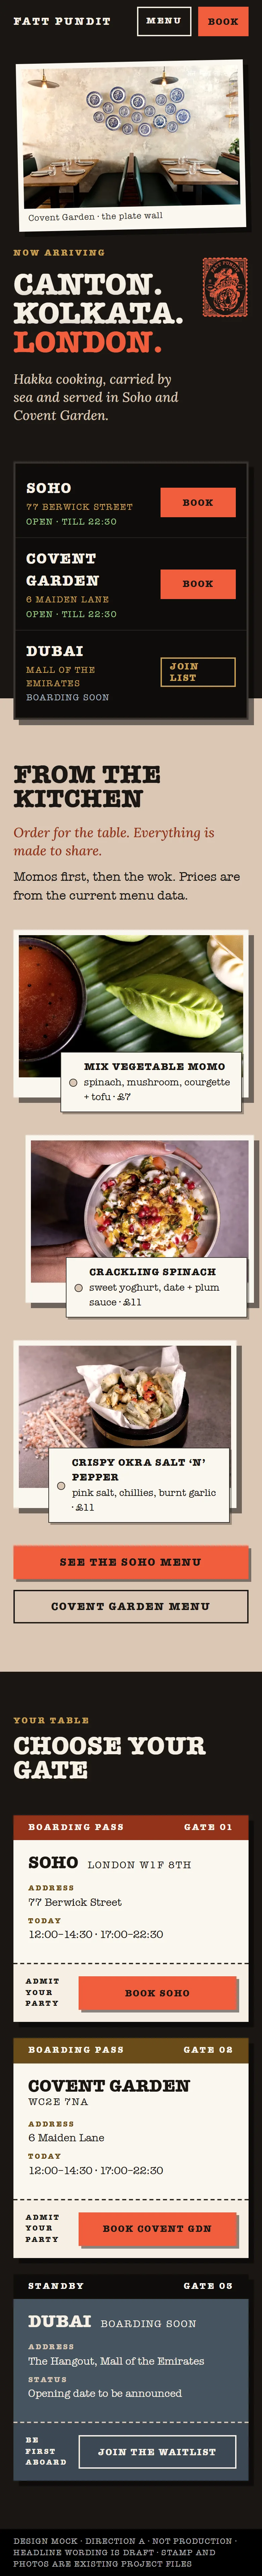 FATT PUNDIT
MENU
BOOK
Covent Garden · the plate wall
NOW ARRIVING
CANTON.
KOLKATA.
LONDON.
Hakka cooking, carried by
sea and served in Soho and
Covent Garden.
SOHO
77 BERWICK STREET
OPEN · TILL 22:30
BOOK
COVENT
GARDEN
6 MAIDEN LANE
OPEN · TILL 22:30
BOOK
DUBAI
MALL OF THE
EMIRATES
BOARDING SOON
JOIN
LIST
FROM THE
KITCHEN
Order for the table. Everything is
made to share.
Momos first, then the wok. Prices are
from the current menu data.
MIX VEGETABLE MOMO
spinach, mushroom, courgette
+ tofu · £7
CRACKLING SPINACH
sweet yoghurt, date + plum
sauce · £11
CRISPY OKRA SALT ‘N’
PEPPER
pink salt, chillies, burnt garlic
· £11
SEE THE SOHO MENU
COVENT GARDEN MENU
YOUR TABLE
CHOOSE YOUR
GATE
BOARDING PASS
GATE 01
SOHO LONDON W1F 8TH
ADDRESS
77 Berwick Street
TODAY
12:00–14:30 · 17:00–22:30
ADMIT
YOUR
PARTY
BOOK SOHO
BOARDING PASS
GATE 02
COVENT GARDEN
WC2E 7NA
ADDRESS
6 Maiden Lane
TODAY
12:00–14:30 · 17:00–22:30
ADMIT
YOUR
PARTY
BOOK COVENT GDN
STANDBY
GATE 03
DUBAI BOARDING SOON
ADDRESS
The Hangout, Mall of the Emirates
STATUS
Opening date to be announced
BE
FIRST
ABOARD
JOIN THE WAITLIST
DESIGN MOCK · DIRECTION A · NOT PRODUCTION ·
HEADLINE WORDING IS DRAFT · STAMP AND
PHOTOS ARE EXISTING PROJECT FILES